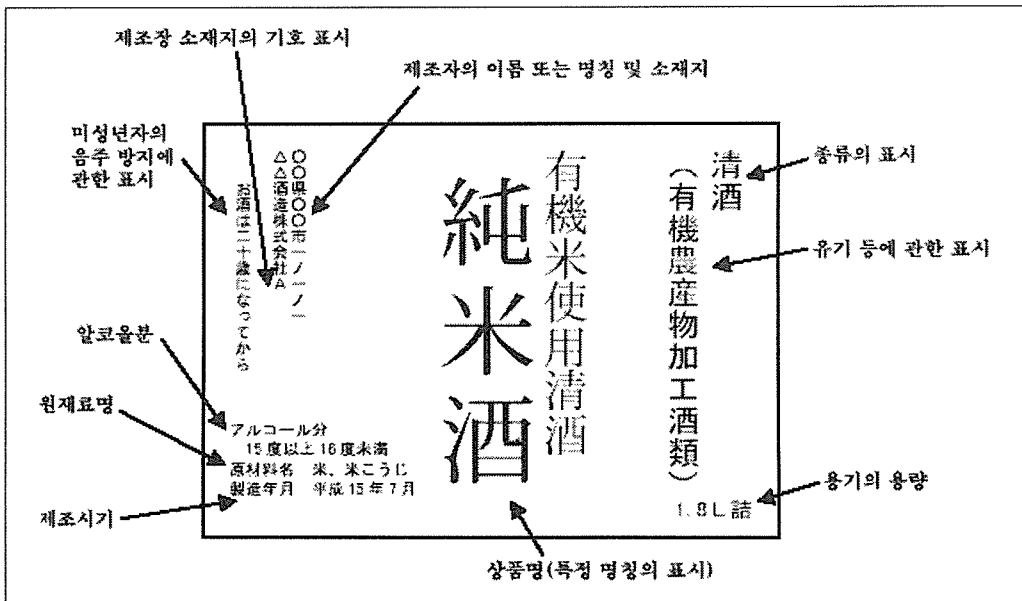 제조장 소재지의 기호 표시
제조자의 이름 또는 명칭 및 소재지
미성년자의
음주 방지에
관한 표시
종류의 표시
유기 등에 관한 표시
清酒
(有機農産物加工酒類)
有機米使用清酒
純米酒
〇〇県〇〇市一ノ一ノ一
△△酒造株式会社A
お酒は二十歳になってから
알코올분
원재료명
제조시기
アルコール分
15度以上16度未満
原材料名 米、米こうじ
製造年月 平成15年7月
1.8L詰
용기의 용량
상품명(특정 명칭의 표시)